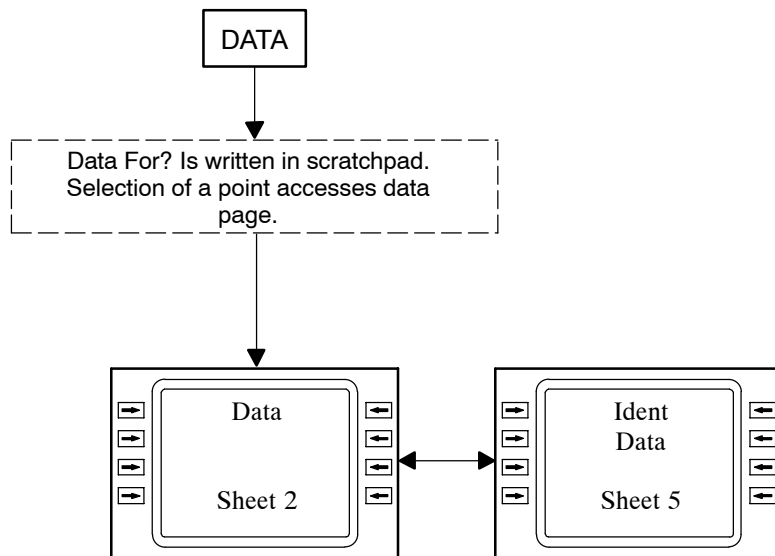 DATA
Data For? Is written in scratchpad.
Selection of a point accesses data
page.
Data
Sheet 2
Ident
Data
Sheet 5